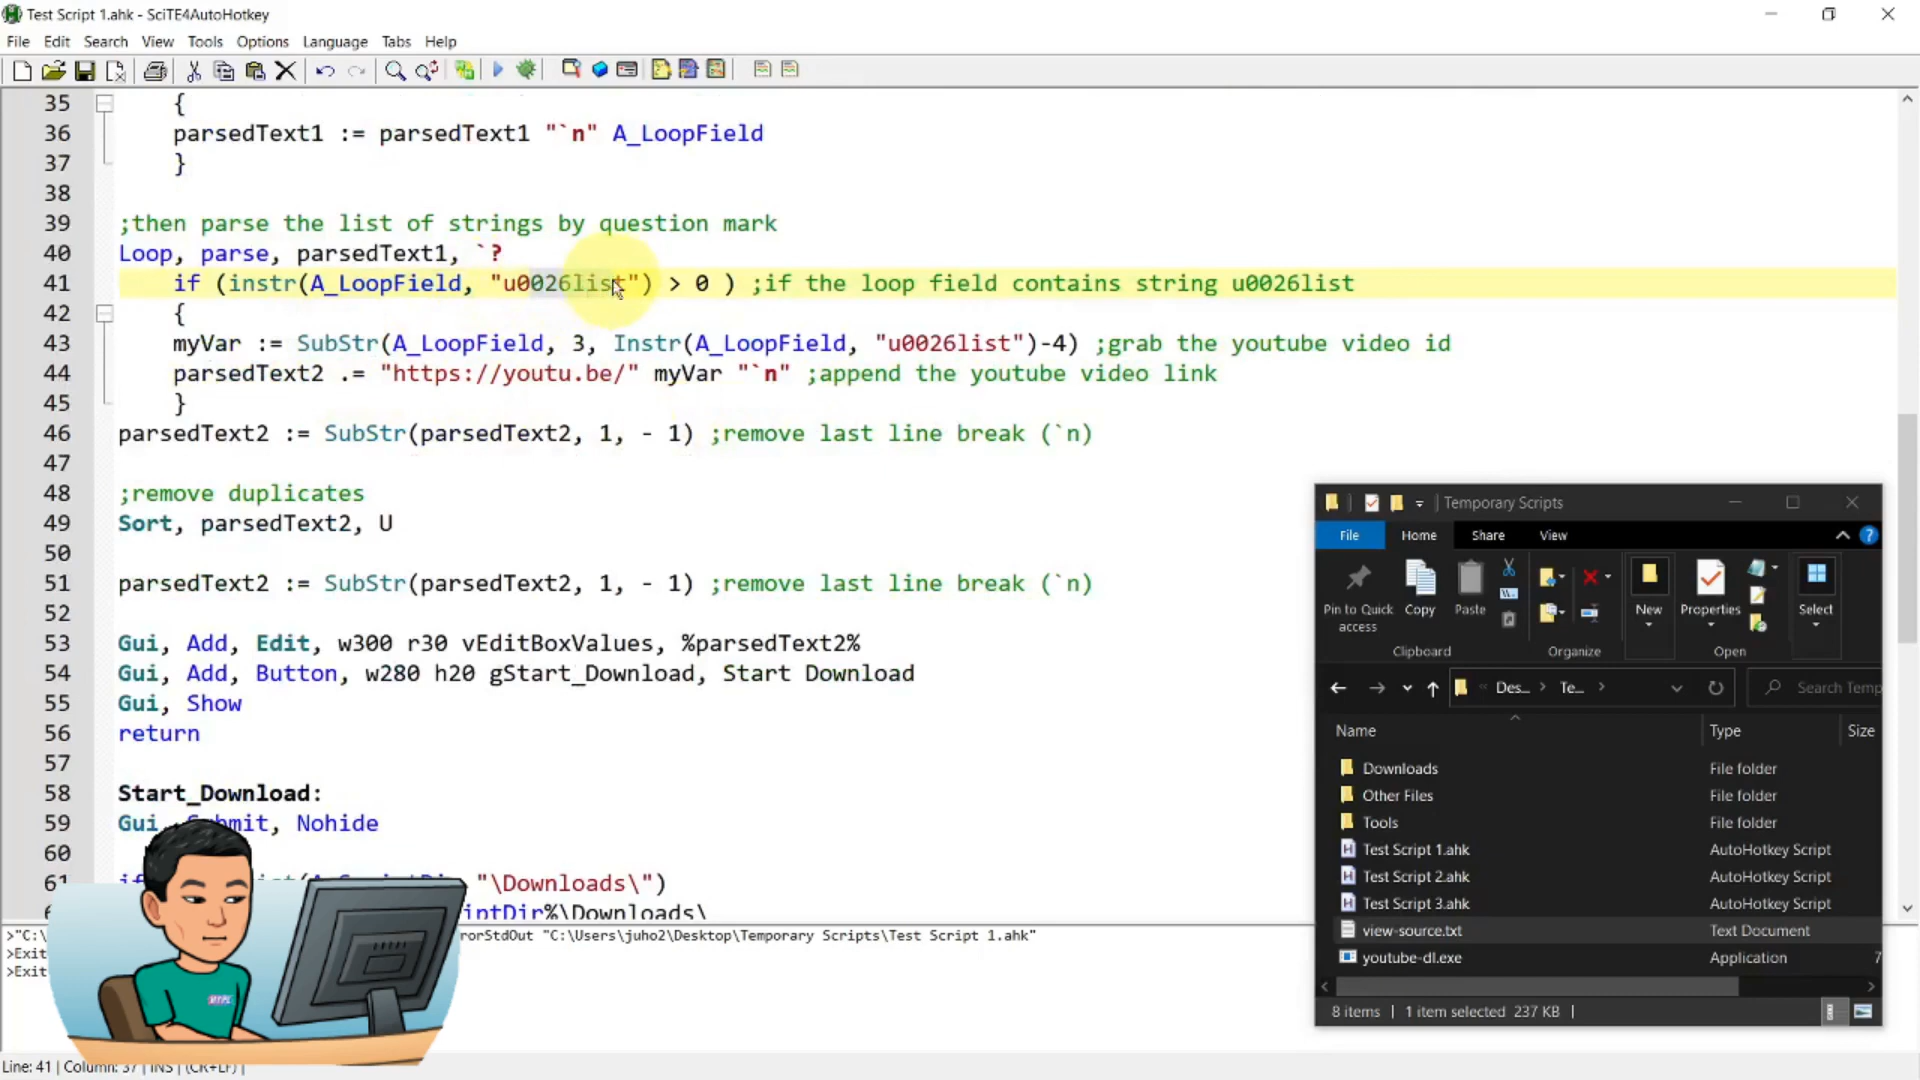 Test Script 1.ahk - SciTE4AutoHotkey
File Edit Search View Tools Options Language Tabs Help
35 {
36 parsedText1 := parsedText1 "`n" A_LoopField
37 }
38
39 ;then parse the list of strings by question mark
40 Loop, parse, parsedText1, `?
41 if (instr(A_LoopField, "u0026list") > 0 ) ;if the loop field contains string u0026list
42 {
43 myVar := SubStr(A_LoopField, 3, Instr(A_LoopField, "u0026list")-4) ;grab the youtube video id
44 parsedText2 .= "https://youtu.be/" myVar "`n" ;append the youtube video link
45 }
46 parsedText2 := SubStr(parsedText2, 1, - 1) ;remove last line break (`n)
47
48 ;remove duplicates
49 Sort, parsedText2, U
50
51 parsedText2 := SubStr(parsedText2, 1, - 1) ;remove last line break (`n)
52
53 Gui, Add, Edit, w300 r30 vEditBoxValues, %parsedText2%
54 Gui, Add, Button, w280 h20 gStart_Download, Start Download
55 Gui, Show
56 return
57
58 Start_Download:
59 Gui, Submit, Nohide
60
61 "\Downloads\")
\Downloads\
>"C:\ "C:\Users\juho2\Desktop\Temporary Scripts\Test Script 1.ahk"
>Exit
>Exit
Line: 41 | Column: 37 | INS | (CR+LF) |
Temporary Scripts
File Home Share View
Pin to Quick access
Copy
Paste
New
Properties
Select
Clipboard Organize Open
Des... Te... Search Temp
Name Type Size
Downloads File folder
Other Files File folder
Tools File folder
Test Script 1.ahk AutoHotkey Script
Test Script 2.ahk AutoHotkey Script
Test Script 3.ahk AutoHotkey Script
view-source.txt Text Document
youtube-dl.exe Application 7
8 items 1 item selected 237 KB